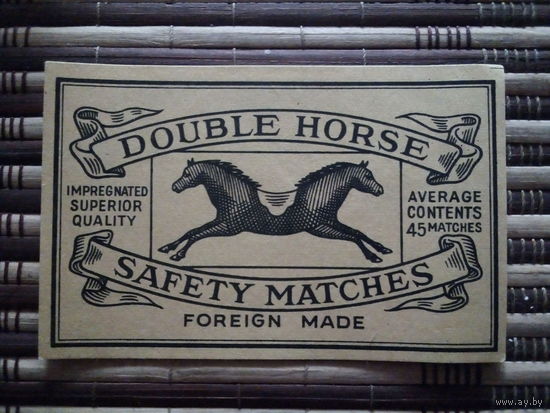 DOUBLE HORSE
IMPREGNATED
SUPERIOR
QUALITY
AVERAGE
CONTENTS
45 MATCHES
SAFETY MATCHES
FOREIGN MADE
www.ay.by